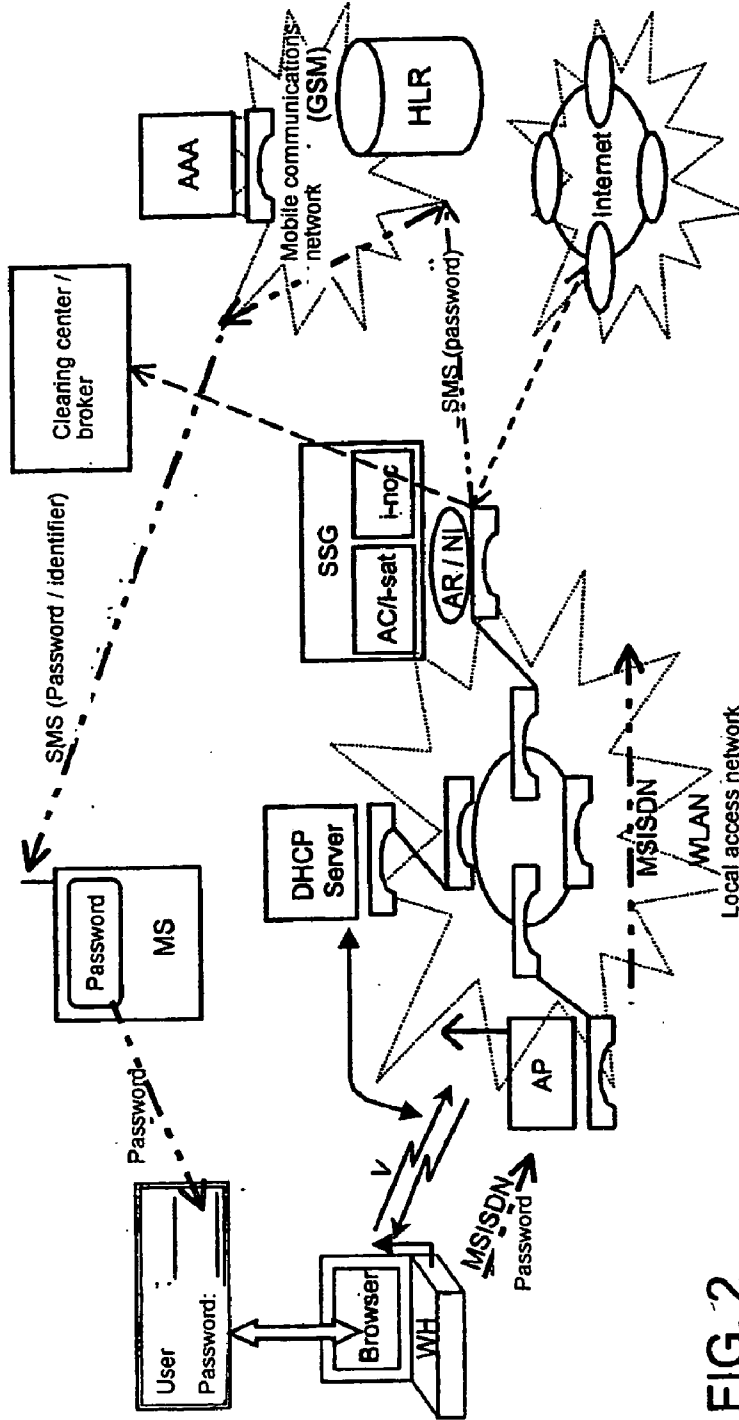 AAA
Mobile communications
network
(GSM)
HLR
Internet
Clearing center /
broker
SMS (password)
SSG
AC/i-sat
i-noc
AR / NI
SMS (Password / identifier)
Password
MS
DHCP
Server
MSISDN
WLAN
Local access network
AP
Password
User :
Password:
V
MSISDN
Password
Browser
WH
FIG. 2